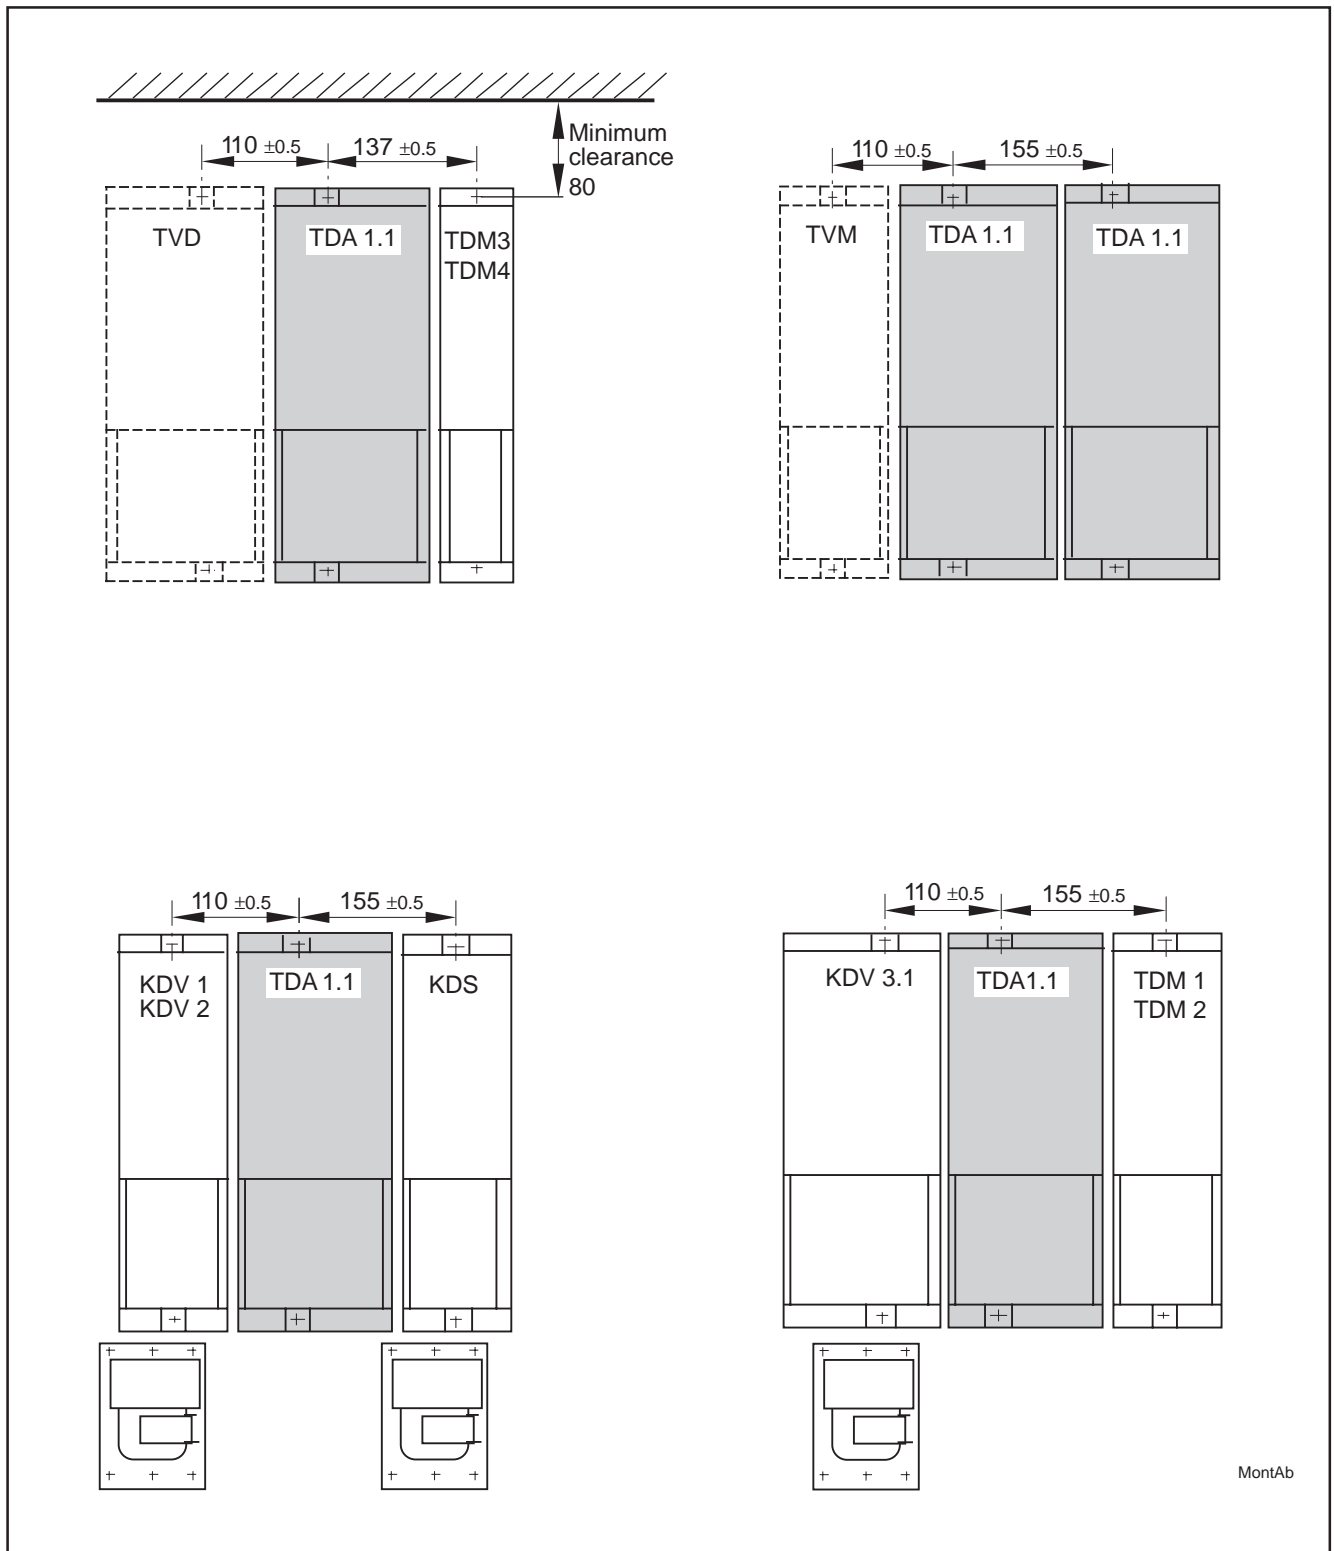 110 ±0.5
137 ±0.5
Minimum
clearance
80
TVD
TDA 1.1
TDM3
TDM4
110 ±0.5
155 ±0.5
TVM
TDA 1.1
TDA 1.1
110 ±0.5
155 ±0.5
KDV 1
KDV 2
TDA 1.1
KDS
110 ±0.5
155 ±0.5
KDV 3.1
TDA1.1
TDM 1
TDM 2
MontAb